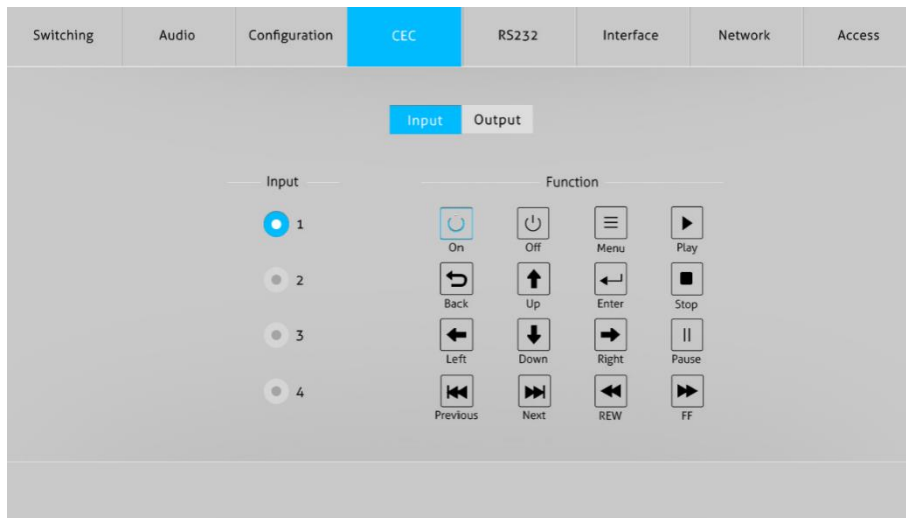 Switching Audio Configuration CEC RS232 Interface Network Access
Input Output
Input Function
1
On Off Menu Play
2
Back Up Enter Stop
3
Left Down Right Pause
4
Previous Next REW FF